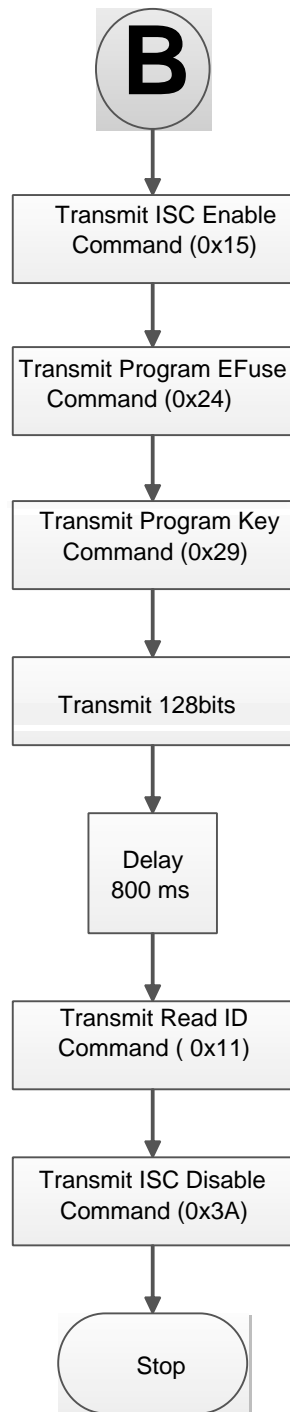 B
Transmit ISC Enable
Command (0x15)
Transmit Program EFuse
Command (0x24)
Transmit Program Key
Command (0x29)
Transmit 128bits
Delay
800 ms
Transmit Read ID
Command ( 0x11)
Transmit ISC Disable
Command (0x3A)
Stop